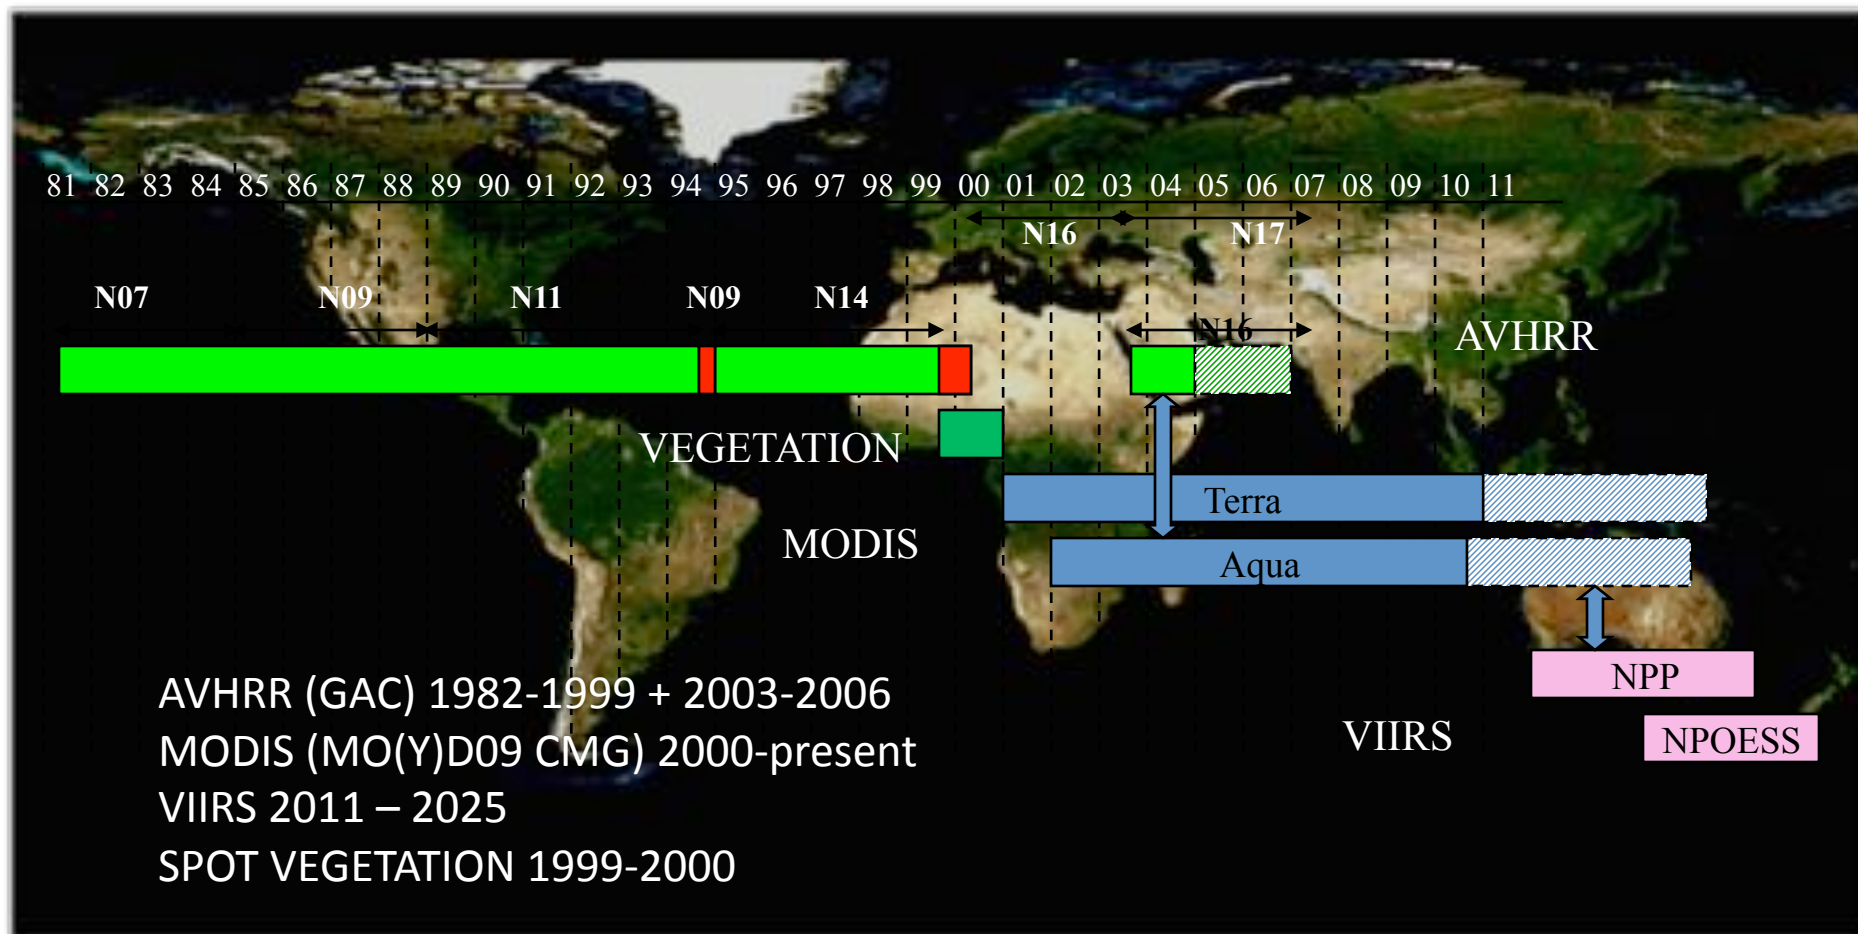 81 82 83 84 85 86 87 88 89 90 91 92 93 94 95 96 97 98 99 00 01 02 03 04 05 06 07 08 09 10 11
N16 N17
N07 N09 N11 N09 N14
N16
AVHRR
VEGETATION
Terra
MODIS
Aqua
NPP
VIIRS
NPOESS
AVHRR (GAC) 1982-1999 + 2003-2006
MODIS (MO(Y)D09 CMG) 2000-present
VIIRS 2011 – 2025
SPOT VEGETATION 1999-2000